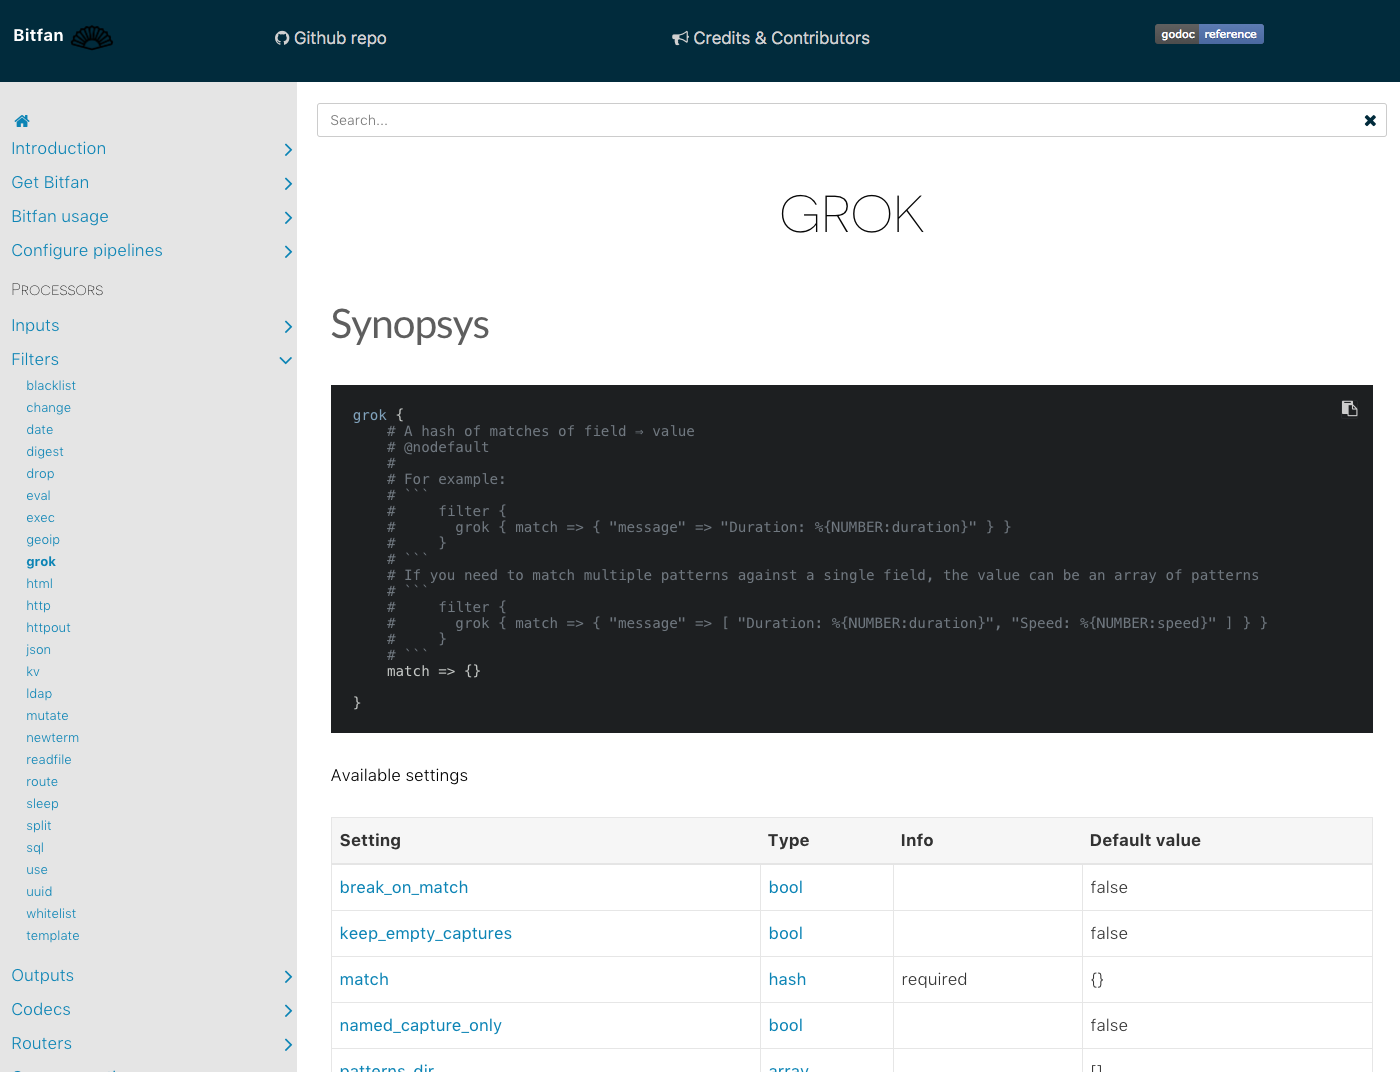 Bitfan
Github repo
Credits & Contributors
godoc reference
Search...
Introduction
Get Bitfan
Bitfan usage
Configure pipelines
Processors
Inputs
Filters
blacklist
change
date
digest
drop
eval
exec
geoip
grok
html
http
httpout
json
kv
ldap
mutate
newterm
readfile
route
sleep
split
sql
use
uuid
whitelist
template
Outputs
Codecs
Routers
GROK
Synopsys
grok {
    # A hash of matches of field ⇒ value
    # @nodefault
    #
    # For example:
    # ```
    #     filter {
    #       grok { match => { "message" => "Duration: %{NUMBER:duration}" } }
    #     }
    # ```
    # If you need to match multiple patterns against a single field, the value can be an array of patterns
    # ```
    #     filter {
    #       grok { match => { "message" => [ "Duration: %{NUMBER:duration}", "Speed: %{NUMBER:speed}" ] } }
    #     }
    # ```
    match => {}
}
Available settings
Setting Type Info Default value
break_on_match bool false
keep_empty_captures bool false
match hash required {}
named_capture_only bool false
patterns_dir array []